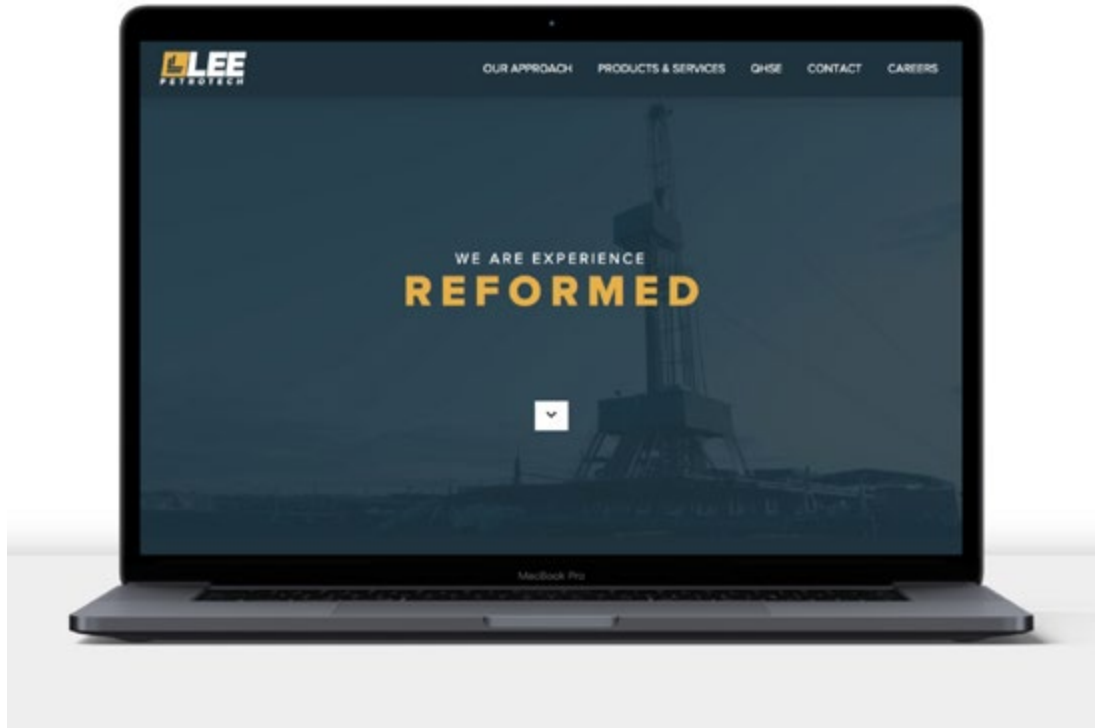 LEE
PETROTECH
OUR APPROACH PRODUCTS & SERVICES QHSE CONTACT CAREERS
WE ARE EXPERIENCE
REFORMED
MacBook Pro